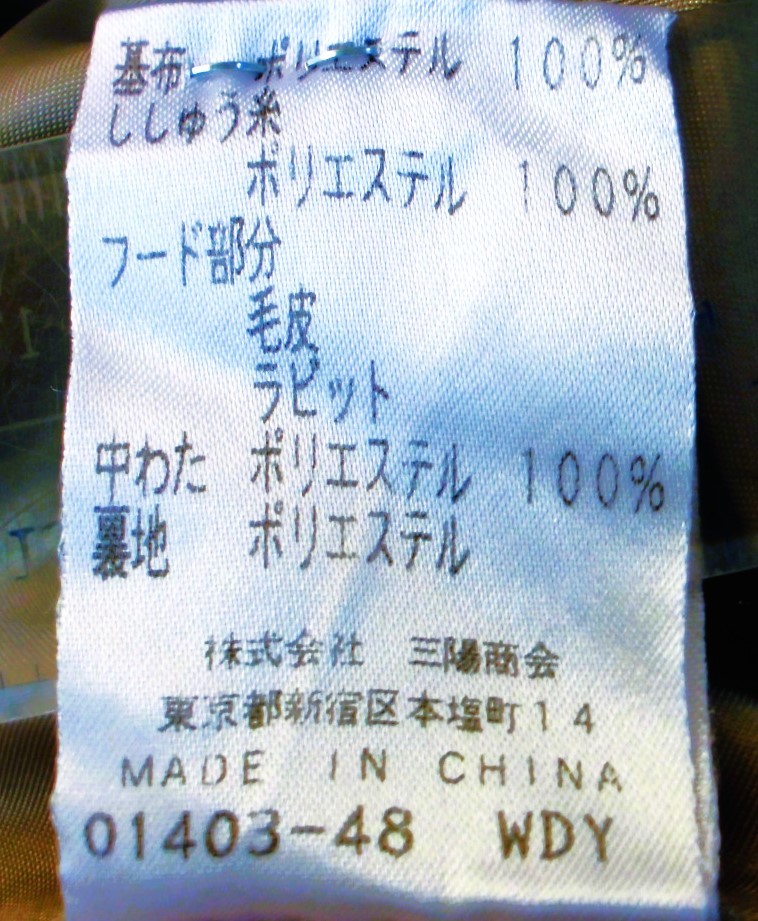 基布 ポリエステル 100%
ししゅう糸
ポリエステル 100%
フード部分
毛皮
ラビット
中わた ポリエステル 100%
裏地 ポリエステル
株式会社 三陽商会
東京都新宿区本塩町14
MADE IN CHINA
01403-48 WDY